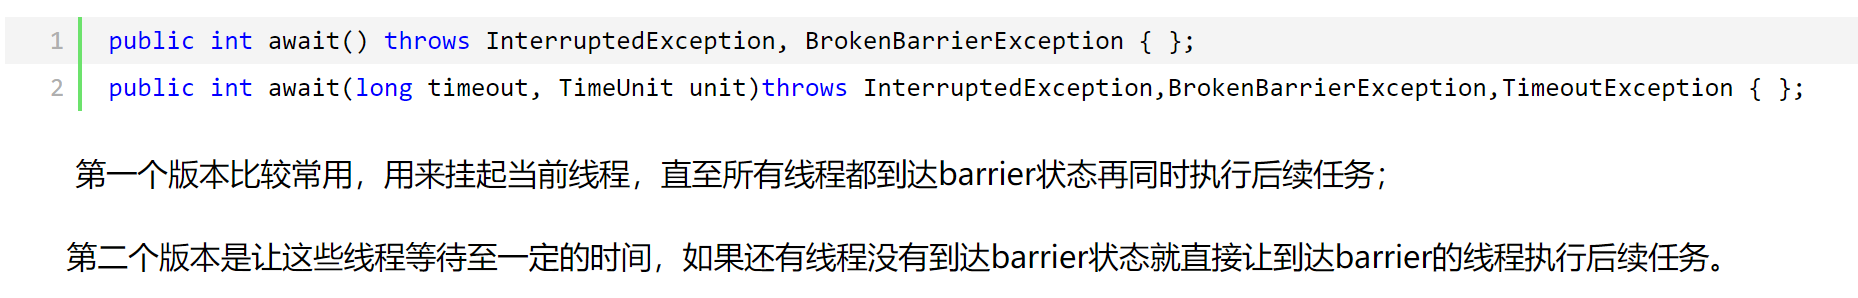 1 public int await() throws InterruptedException, BrokenBarrierException { };
2 public int await(long timeout, TimeUnit unit)throws InterruptedException,BrokenBarrierException,TimeoutException { };
第一个版本比较常用，用来挂起当前线程，直至所有线程都到达barrier状态再同时执行后续任务；
第二个版本是让这些线程等待至一定的时间，如果还有线程没有到达barrier状态就直接让到达barrier的线程执行后续任务。